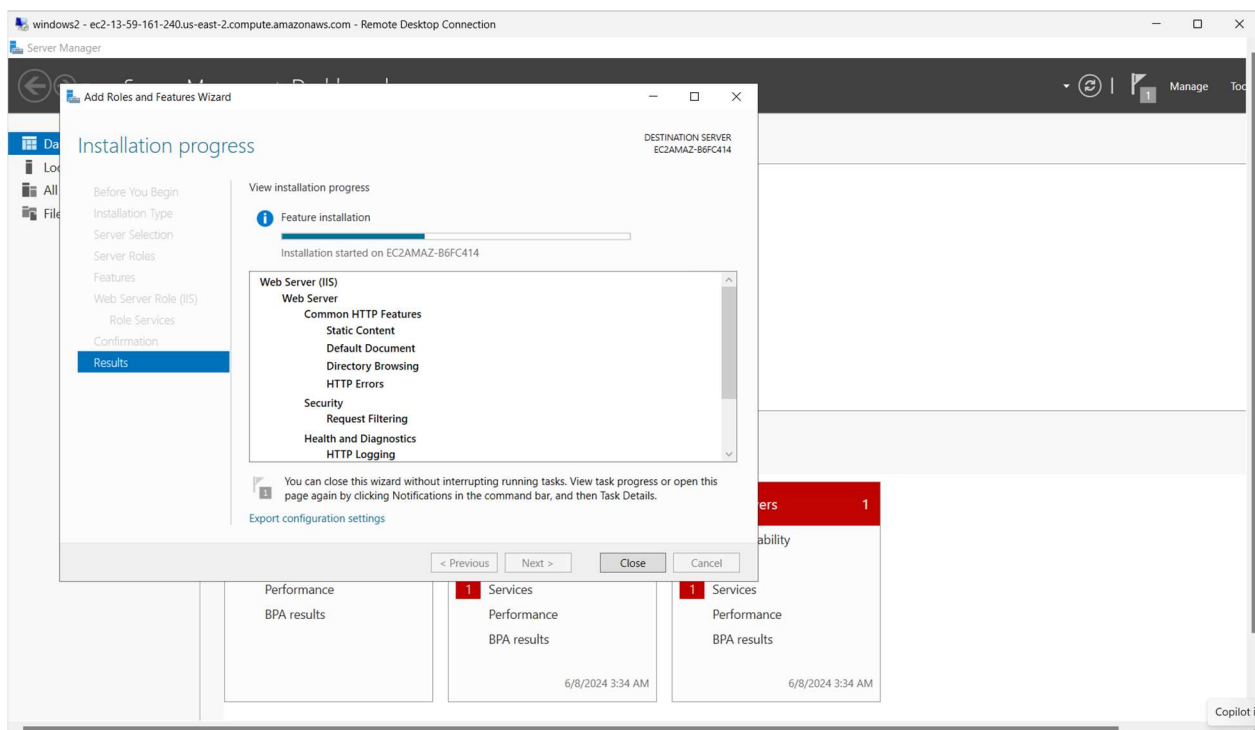 windows2 - ec2-13-59-161-240.us-east-2.compute.amazonaws.com - Remote Desktop Connection
Server Manager
1
Manage
Add Roles and Features Wizard
Installation progress
DESTINATION SERVER
EC2AMAZ-B6FC414
Before You Begin
Installation Type
Server Selection
Server Roles
Features
Web Server Role (IIS)
Role Services
Confirmation
Results
View installation progress
Feature installation
Installation started on EC2AMAZ-B6FC414
Web Server (IIS)
Web Server
Common HTTP Features
Static Content
Default Document
Directory Browsing
HTTP Errors
Security
Request Filtering
Health and Diagnostics
HTTP Logging
1
You can close this wizard without interrupting running tasks. View task progress or open this
page again by clicking Notifications in the command bar, and then Task Details.
Export configuration settings
< Previous
Next >
Close
Cancel
All
1
Performance
BPA results
1 Services
Performance
BPA results
6/8/2024 3:34 AM
1 Services
Performance
BPA results
6/8/2024 3:34 AM
Copilot